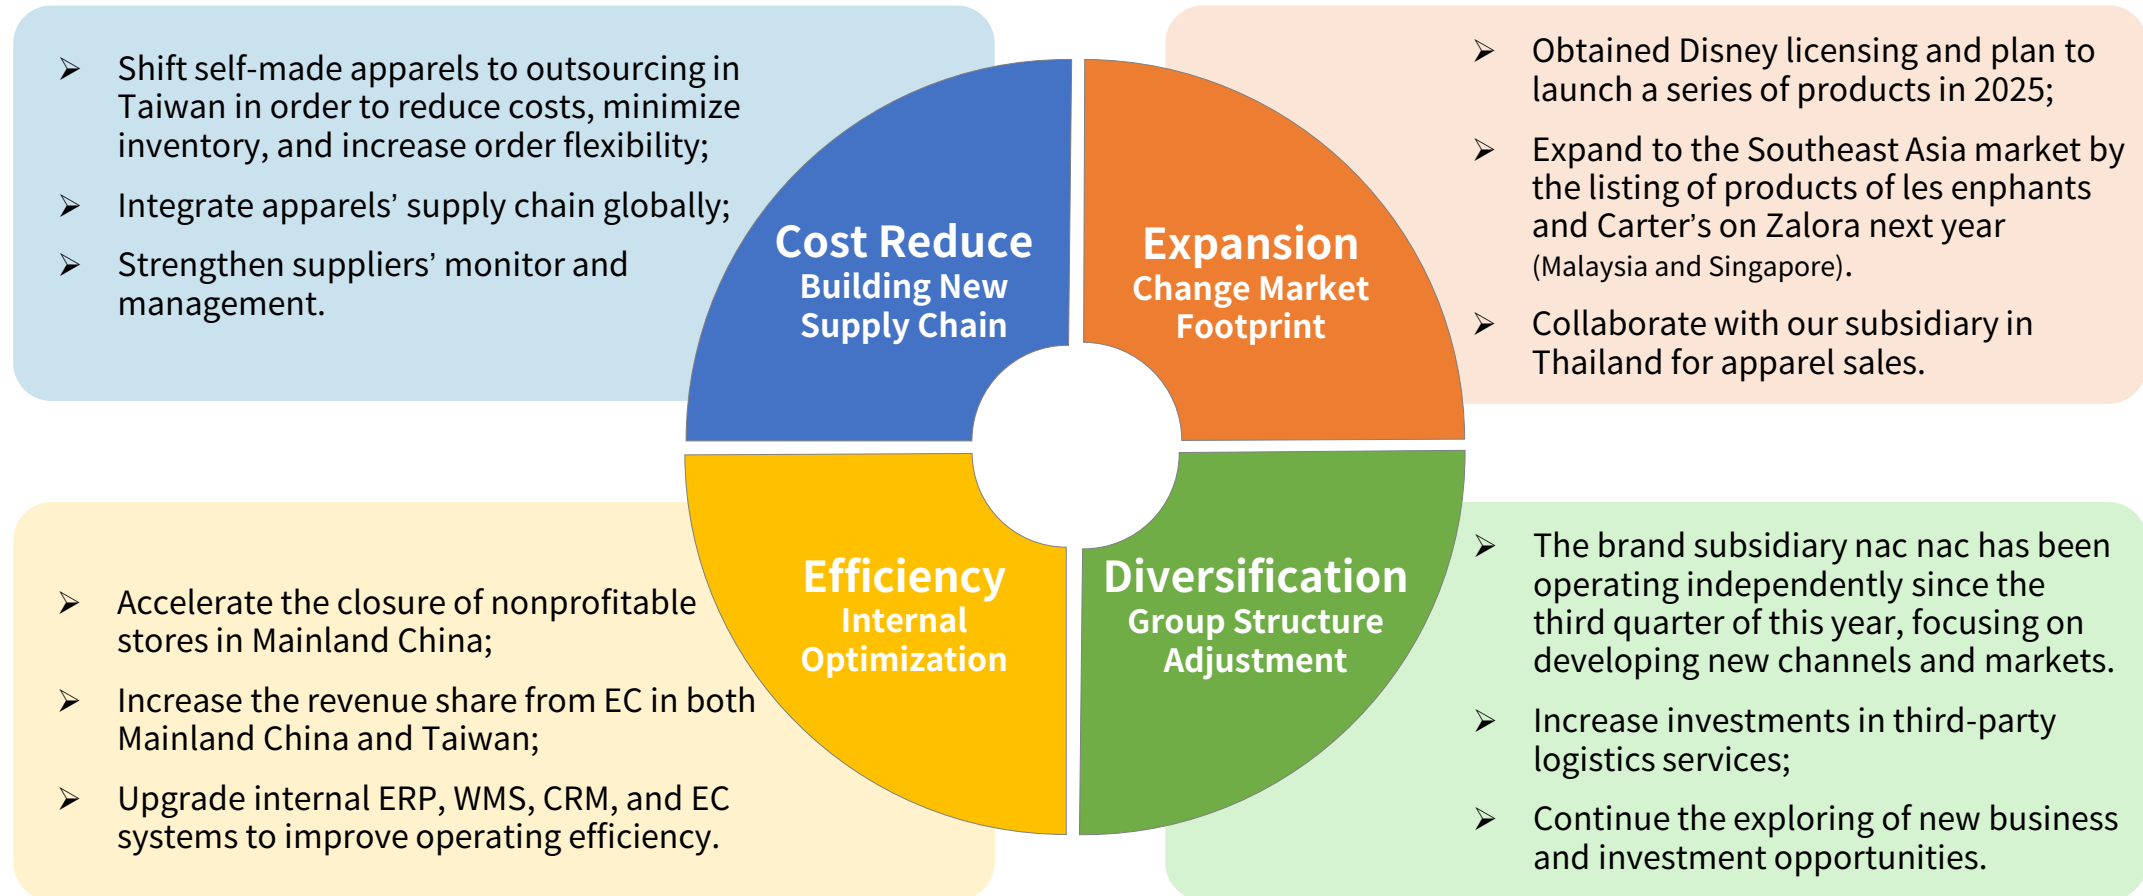 ➢ Shift self-made apparels to outsourcing in
Taiwan in order to reduce costs, minimize
inventory, and increase order flexibility;
➢ Integrate apparels’ supply chain globally;
➢ Strengthen suppliers’ monitor and
management.
Cost Reduce
Building New
Supply Chain
Expansion
Change Market
Footprint
➢ Obtained Disney licensing and plan to
launch a series of products in 2025;
➢ Expand to the Southeast Asia market by
the listing of products of les enphants
and Carter’s on Zalora next year
(Malaysia and Singapore).
➢ Collaborate with our subsidiary in
Thailand for apparel sales.
➢ Accelerate the closure of nonprofitable
stores in Mainland China;
➢ Increase the revenue share from EC in both
Mainland China and Taiwan;
➢ Upgrade internal ERP, WMS, CRM, and EC
systems to improve operating efficiency.
Efficiency
Internal
Optimization
Diversification
Group Structure
Adjustment
➢ The brand subsidiary nac nac has been
operating independently since the
third quarter of this year, focusing on
developing new channels and markets.
➢ Increase investments in third-party
logistics services;
➢ Continue the exploring of new business
and investment opportunities.